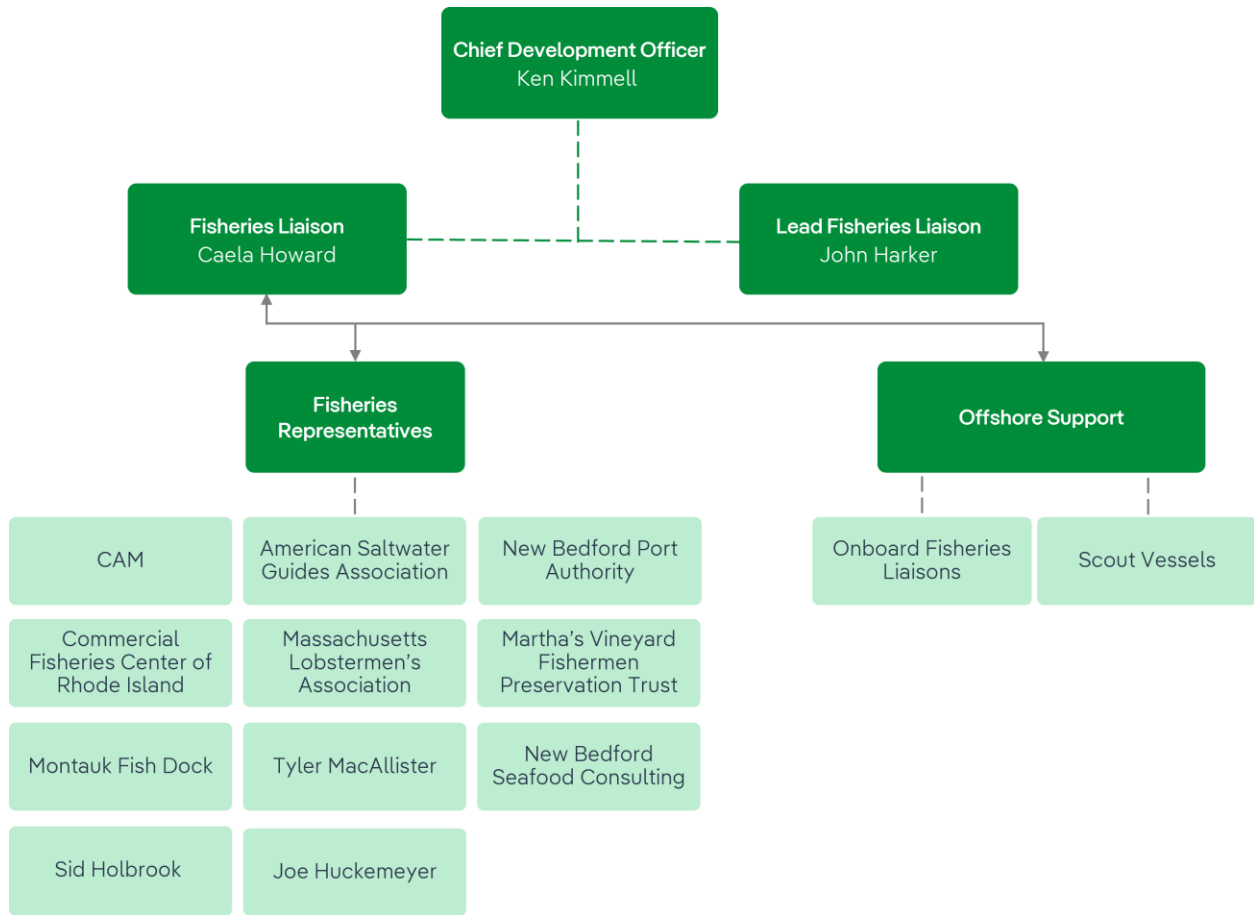 Chief Development Officer
Ken Kimmell
Fisheries Liaison
Caela Howard
Lead Fisheries Liaison
John Harker
Fisheries
Representatives
Offshore Support
CAM
American Saltwater
Guides Association
New Bedford Port
Authority
Onboard Fisheries
Liaisons
Scout Vessels
Commercial
Fisheries Center of
Rhode Island
Massachusetts
Lobstermen’s
Association
Martha’s Vineyard
Fishermen
Preservation Trust
Montauk Fish Dock
Tyler MacAllister
New Bedford
Seafood Consulting
Sid Holbrook
Joe Huckemeyer